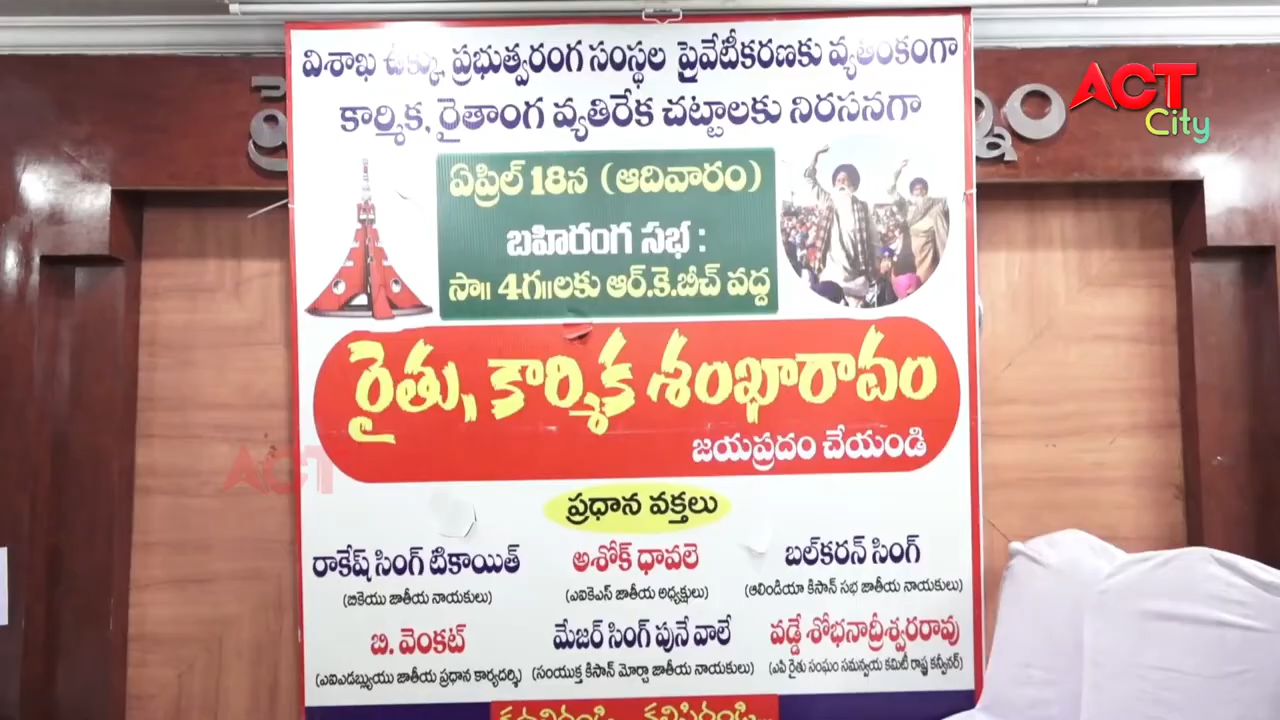 విశాఖ ఉక్కు, ప్రభుత్వరంగ సంస్థల ప్రైవేటీకరణకు వ్యతిరేకంగా
కార్మిక, రైతాంగ వ్యతిరేక చట్టాలకు నిరసనగా
ACT
City
ఏప్రిల్ 18న (ఆదివారం)
బహిరంగ సభ :
సా॥ 4గ॥లకు ఆర్.కె.బీచ్ వద్ద
రైతు, కార్మిక శంఖారావం
జయప్రదం చేయండి
ACT
ప్రధాన వక్తలు
రాకేష్ సింగ్ టికాయిత్ అశోక్ ధావలె బల్‌కరన్ సింగ్
(బికెయు జాతీయ నాయకులు) (ఎఐకెఎస్ జాతీయ అధ్యక్షులు) (ఆలిండియా కిసాన్ సభ జాతీయ నాయకులు)
బి. వెంకట్ మేజర్ సింగ్ పునే వాలే వడ్డే శోభనాద్రీశ్వరరావు
(ఎఐఎడబ్ల్యుయు జాతీయ ప్రధాన కార్యదర్శి) (సంయుక్త కిసాన్ మోర్చా జాతీయ నాయకులు) (ఎపి రైతు సంఘం సమన్వయ కమిటీ రాష్ట్ర కన్వీనర్)